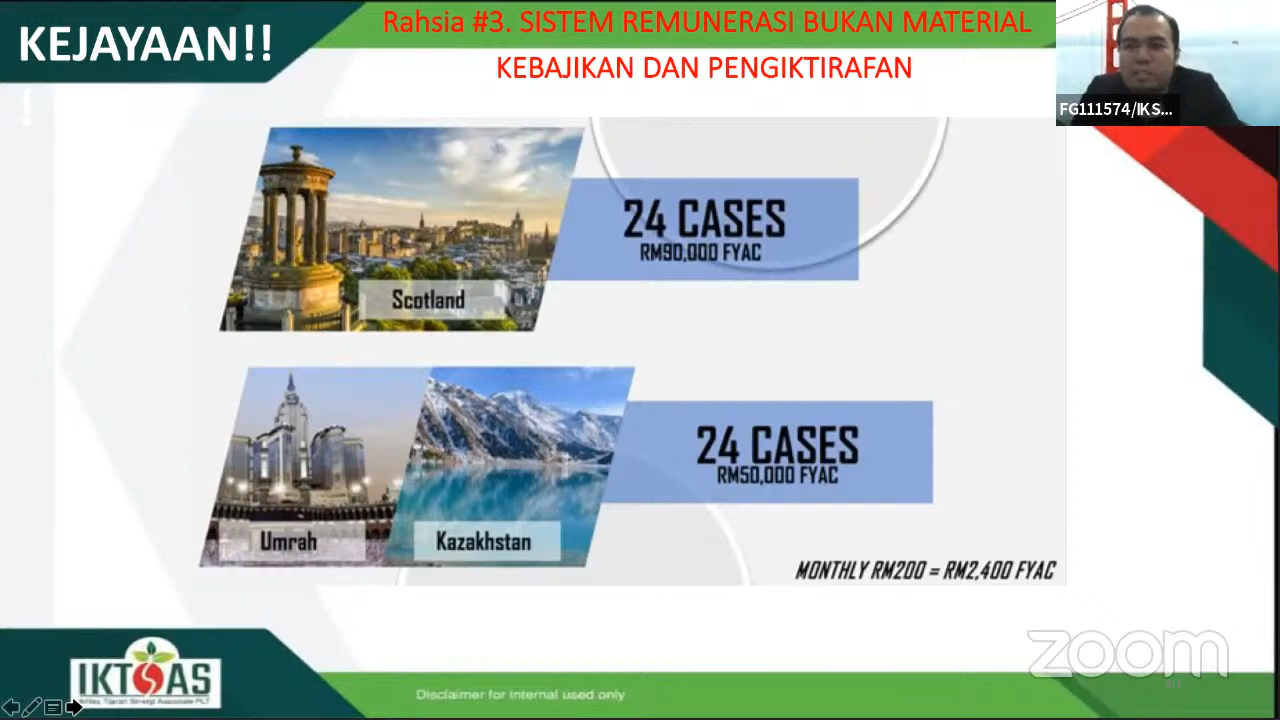 KEJAYAAN!!
Rahsia #3. SISTEM REMUNERASI BUKAN MATERIAL
KEBAJIKAN DAN PENGIKTIRAFAN
FG111574/IKS...
24 CASES
RM90,000 FYAC
Scotland
24 CASES
RM50,000 FYAC
Umrah
Kazakhstan
MONTHLY RM200 = RM2,400 FYAC
zoom
IKTSAS
Disclaimer for internal used only